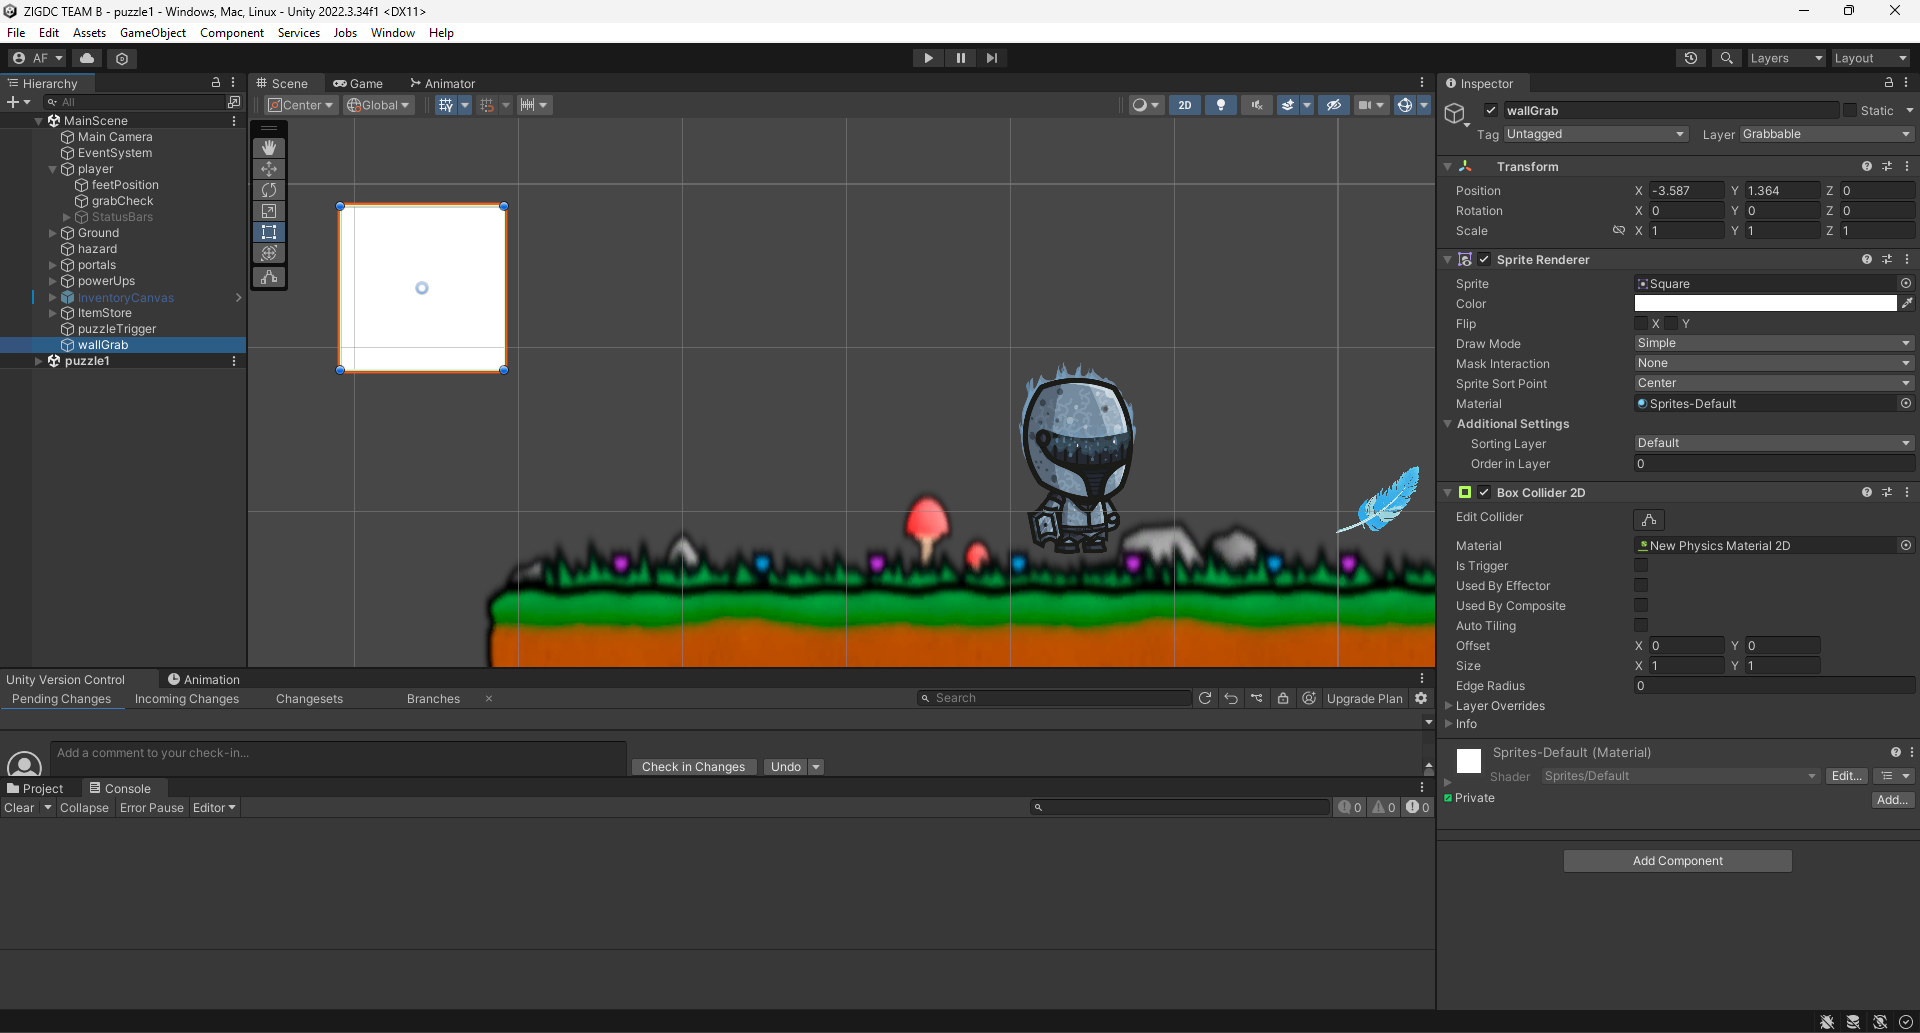 ZIGDC TEAM B - puzzle1 - Windows, Mac, Linux - Unity 2022.3.34f1 <DX11>
File Edit Assets GameObject Component Services Jobs Window Help
AF
Layers Layout
Hierarchy
All
MainScene
Main Camera
EventSystem
player
feetPosition
grabCheck
StatusBars
Ground
hazard
portals
powerUps
InventoryCanvas
ItemStore
puzzleTrigger
wallGrab
puzzle1
Scene Game Animator
Center Global 2D
Inspector
wallGrab Static
Tag Untagged Layer Grabbable
Transform
Position X -3.587 Y 1.364 Z 0
Rotation X 0 Y 0 Z 0
Scale X 1 Y 1 Z 1
Sprite Renderer
Sprite Square
Color
Flip X Y
Draw Mode Simple
Mask Interaction None
Sprite Sort Point Center
Material Sprites-Default
Additional Settings
Sorting Layer Default
Order in Layer 0
Box Collider 2D
Edit Collider
Material New Physics Material 2D
Is Trigger
Used By Effector
Used By Composite
Auto Tiling
Offset X 0 Y 0
Size X 1 Y 1
Edge Radius 0
Layer Overrides
Info
Sprites-Default (Material)
Shader Sprites/Default Edit...
Private
Add...
Add Component
Unity Version Control Animation
Pending Changes Incoming Changes Changesets Branches × Search Upgrade Plan
Add a comment to your check-in...
Check in Changes Undo
Project Console
Clear Collapse Error Pause Editor 0 0 0